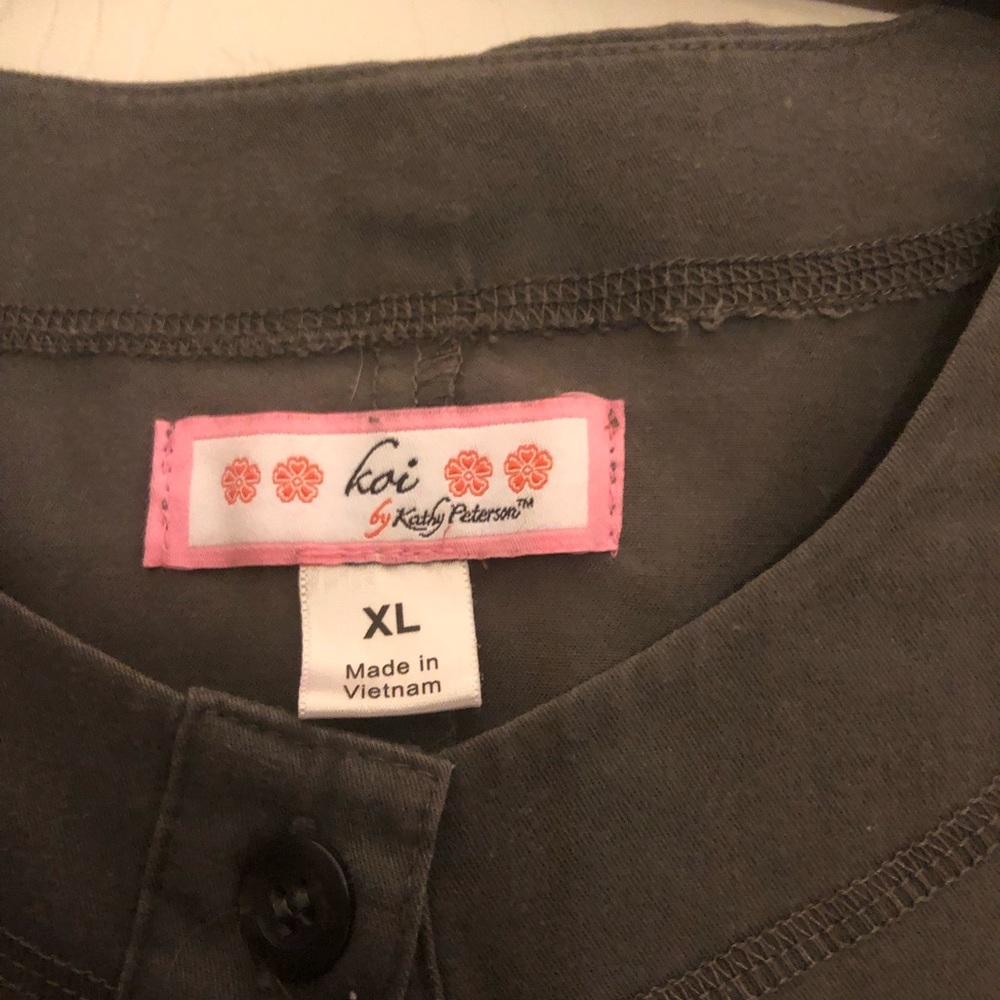 koi
by Kathy Peterson™
XL
Made in
Vietnam